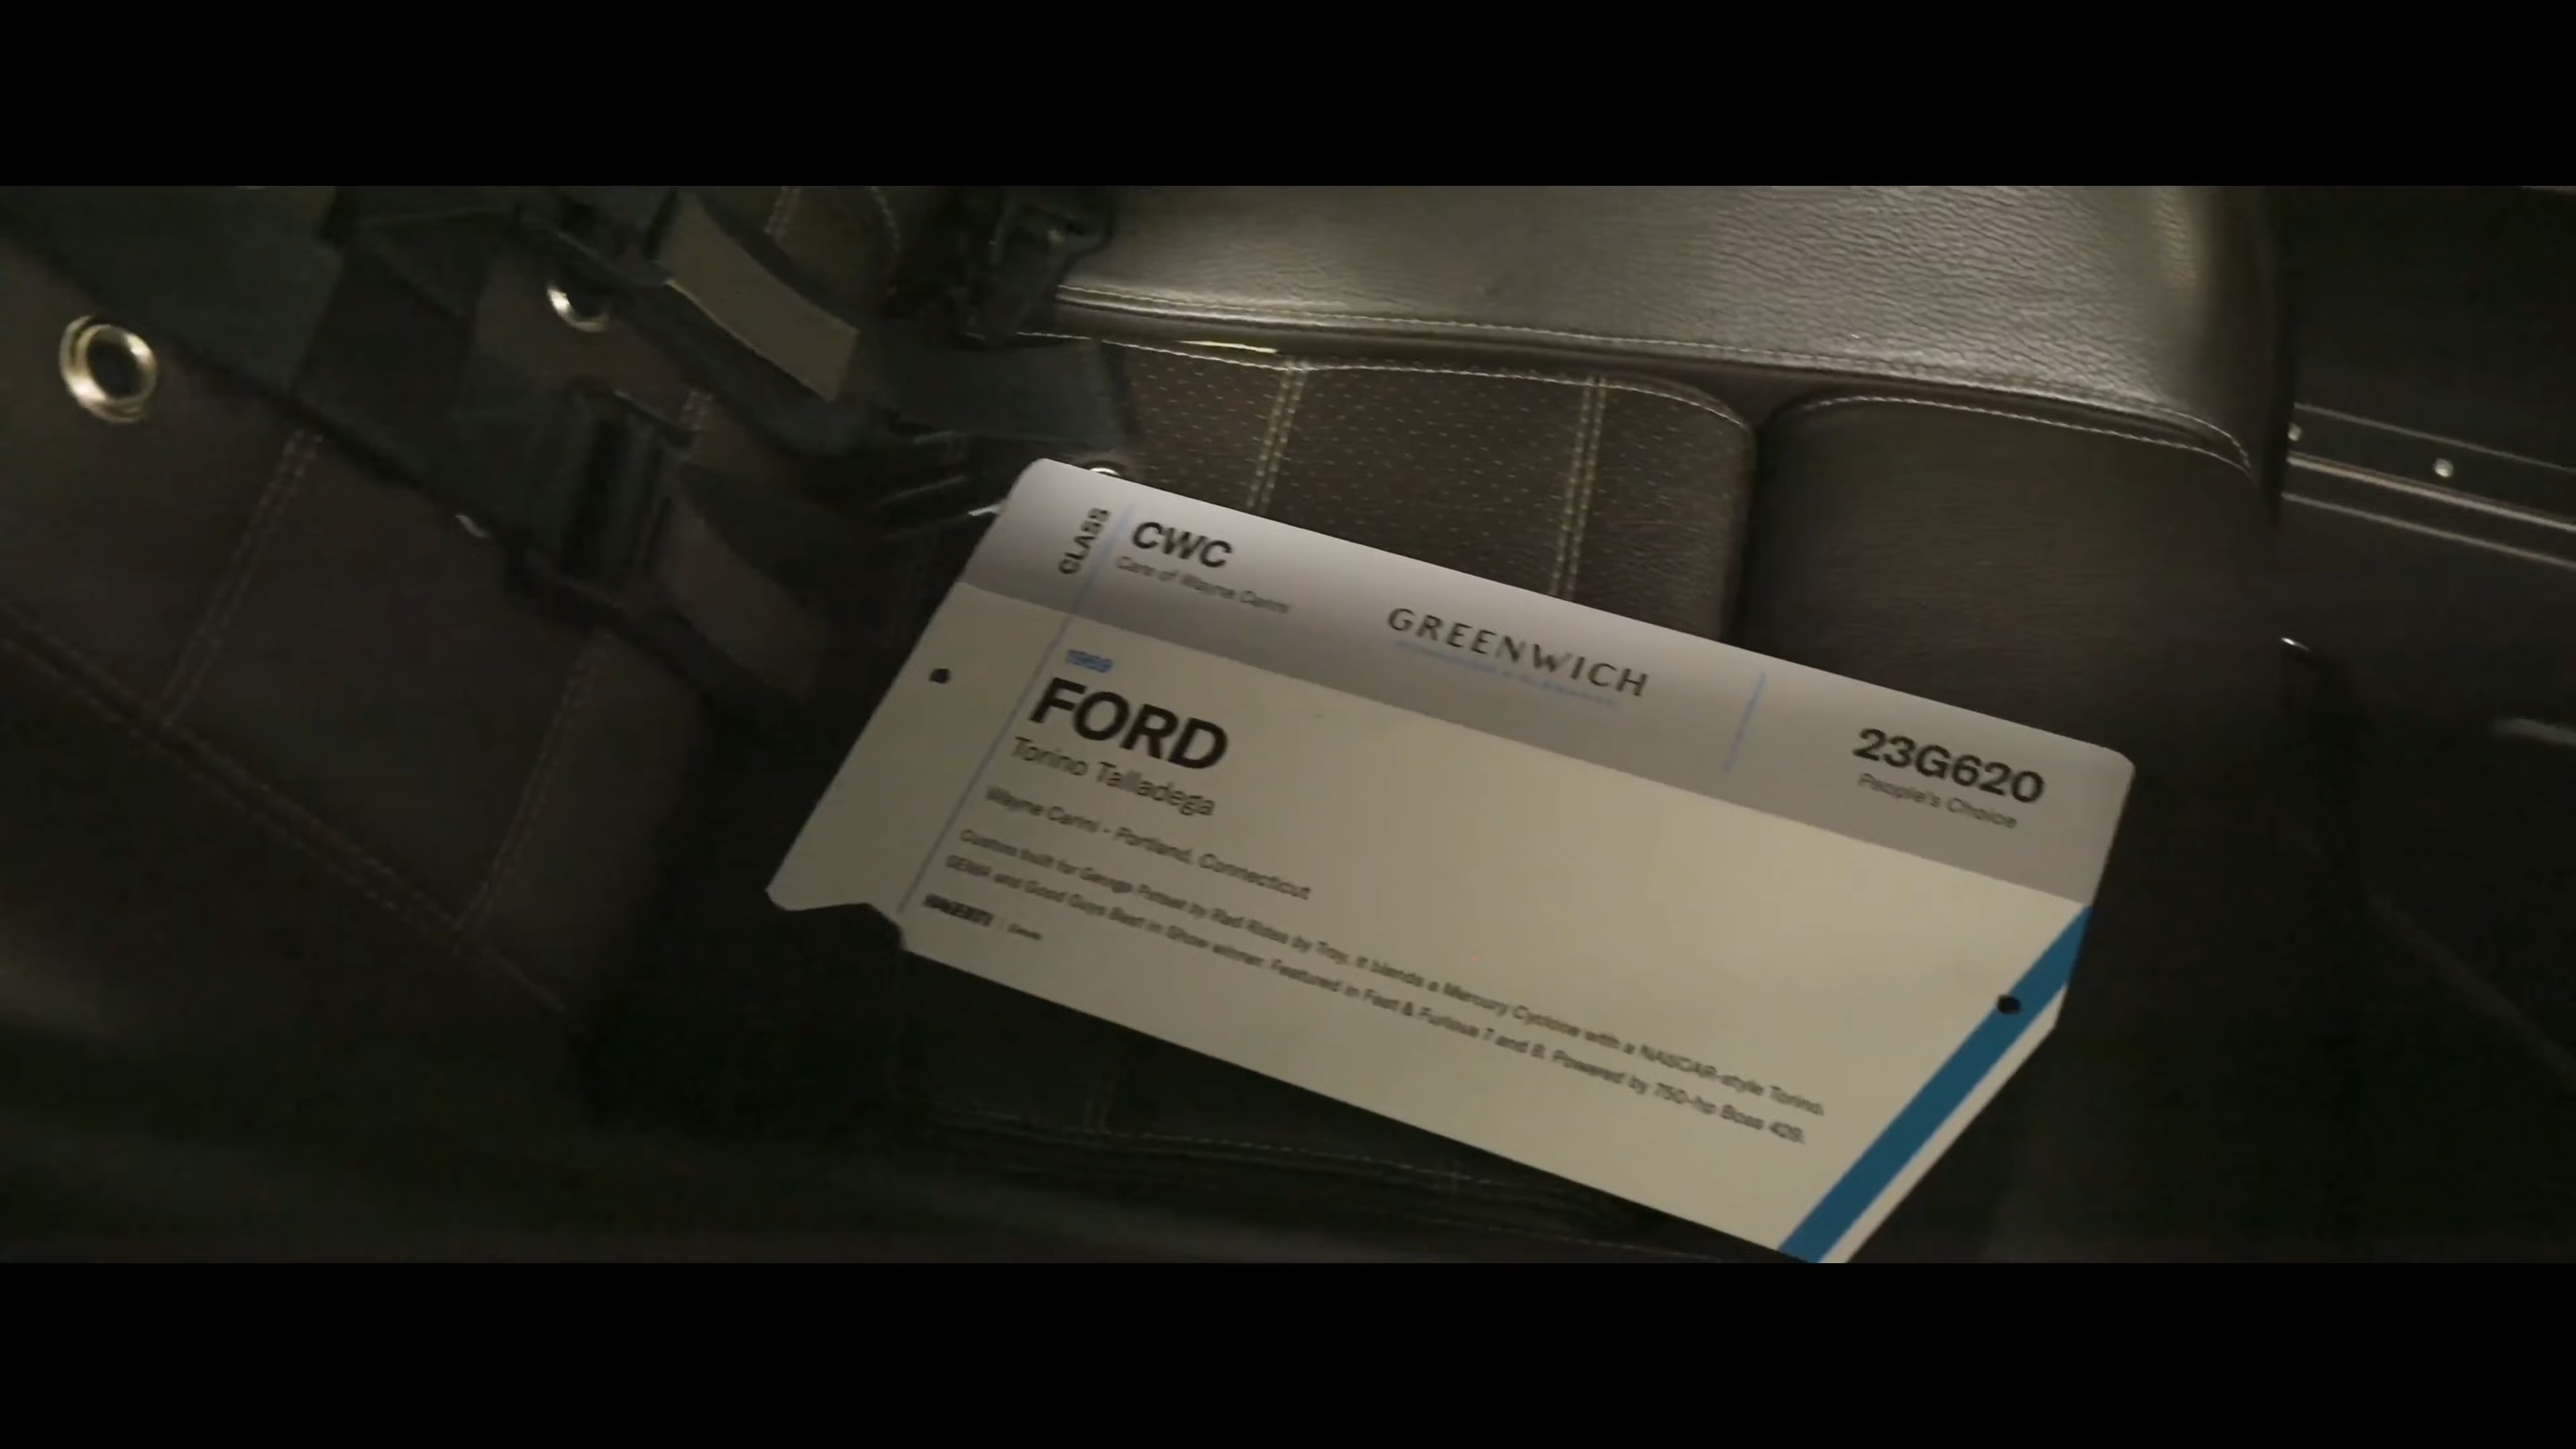 CLASS
CWC
Cars of Wayne Carini
GREENWICH
23G620
People's Choice
1969
FORD
Torino Talladega
Wayne Carini - Portland, Connecticut
Custom built for George Poteet by Rad Rides by Troy, it blends a Mercury Cyclone with a NASCAR-style Torino.
SEMA and Good Guys Best in Show winner. Featured in Fast & Furious 7 and 8. Powered by 750-hp Boss 429.
HAGERTY